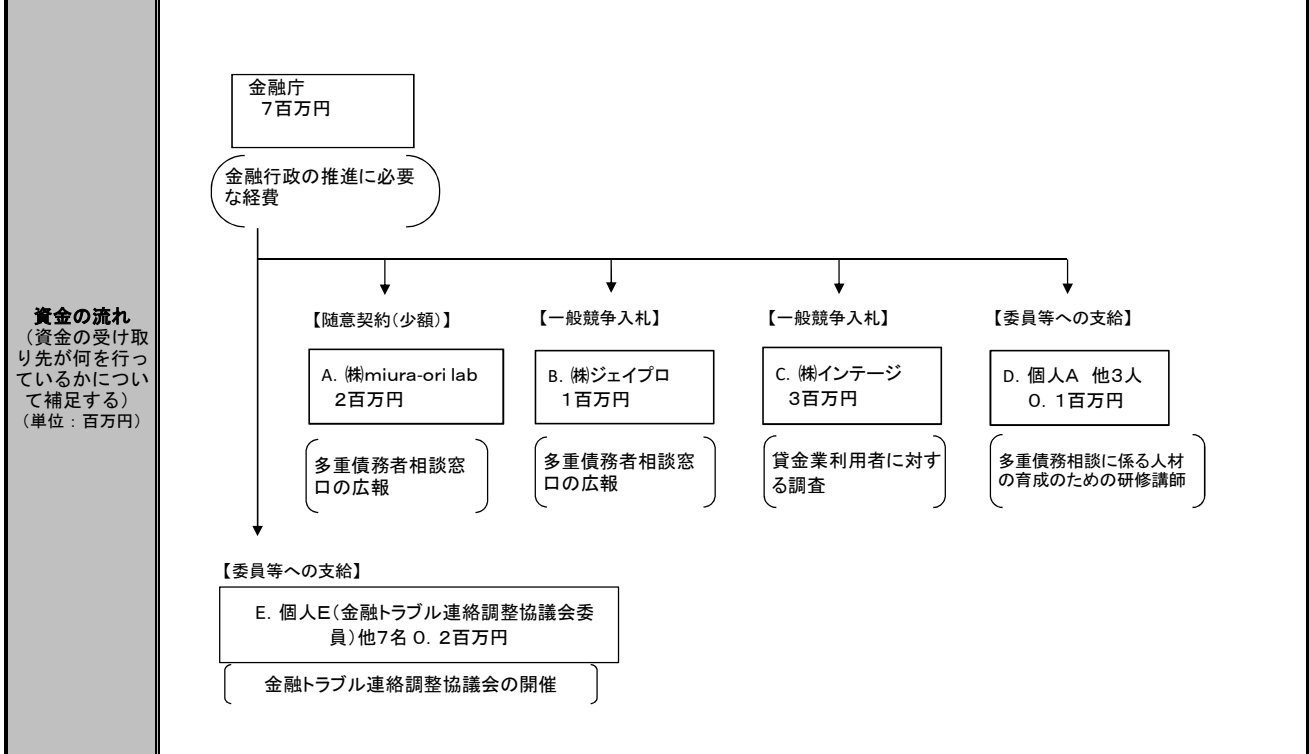 資金の流れ
（資金の受け取
り先が何を行っ
ているかについ
て補足する）
（単位：百万円）
金融庁
７百万円
金融行政の推進に必要
な経費
【随意契約（少額）】
A. ㈱miura-ori lab
２百万円
多重債務者相談窓
口の広報
【一般競争入札】
B. ㈱ジェイプロ
１百万円
多重債務者相談窓
口の広報
【一般競争入札】
C. ㈱インテージ
３百万円
貸金業利用者に対す
る調査
【委員等への支給】
D. 個人A　他３人
０．１百万円
多重債務相談に係る人材
の育成のための研修講師
【委員等への支給】
E. 個人E（金融トラブル連絡調整協議会委
員）他７名 ０．２百万円
金融トラブル連絡調整協議会の開催